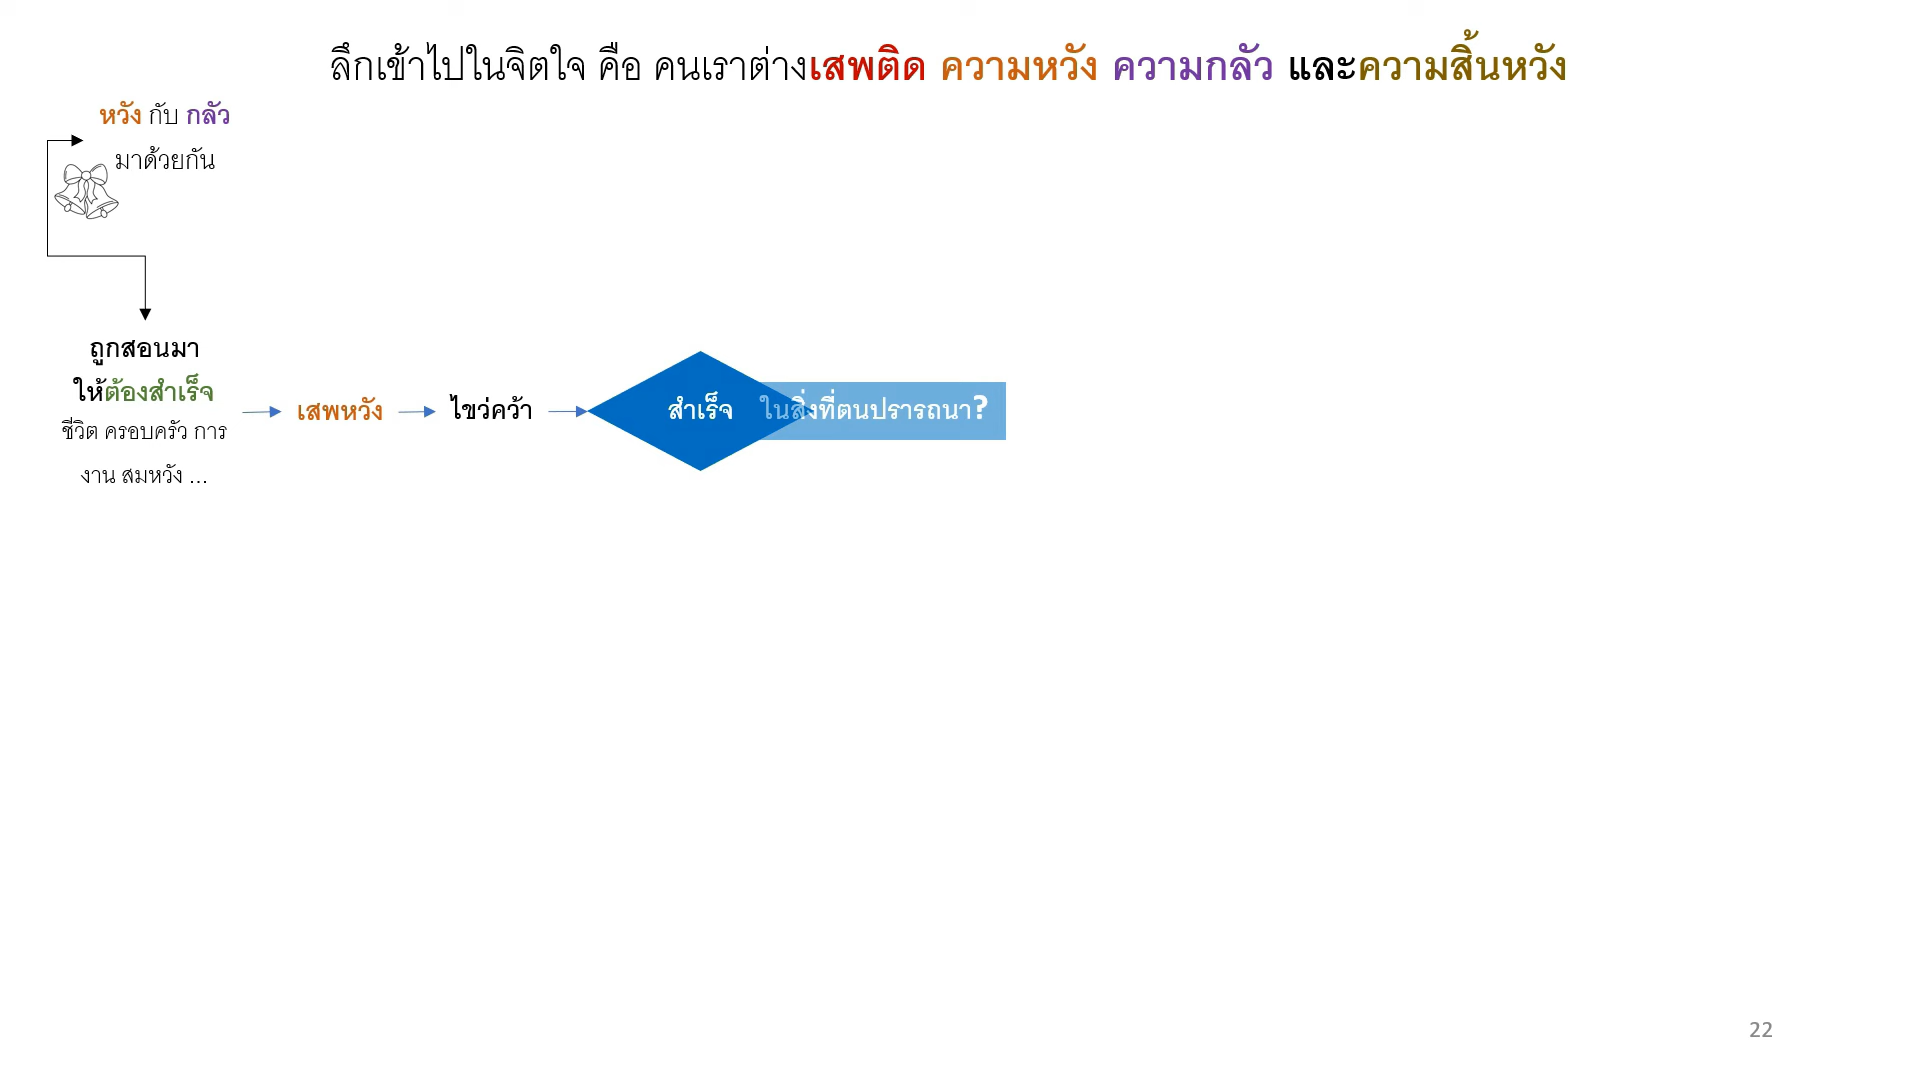 ลึกเข้าไปในจิตใจ คือ คนเราต่างเสพติด ความหวัง ความกลัว และความสิ้นหวัง
หวัง กับ กลัว
มาด้วยกัน
ถูกสอนมา
ให้ต้องสำเร็จ
ชีวิต ครอบครัว การ
งาน สมหวัง ...
เสพหวัง
ไขว่คว้า
สำเร็จ ในสิ่งที่ตนปรารถนา?
22